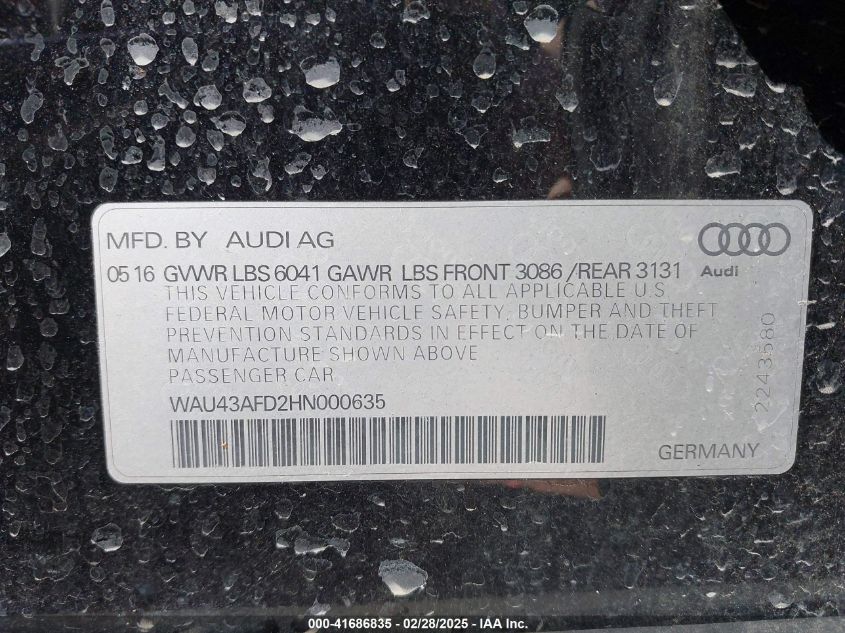 MFD. BY AUDI AG
05 16 GVWR LBS 6041 GAWR LBS FRONT 3086 /REAR 3131
Audi
THIS VEHICLE CONFORMS TO ALL APPLICABLE U.S
FEDERAL MOTOR VEHICLE SAFETY, BUMPER AND THEFT
PREVENTION STANDARDS IN EFFECT ON THE DATE OF
MANUFACTURE SHOWN ABOVE
PASSENGER CAR
WAU43AFD2HN000635
2243580
GERMANY
000-41686835 - 02/28/2025 - IAA Inc.